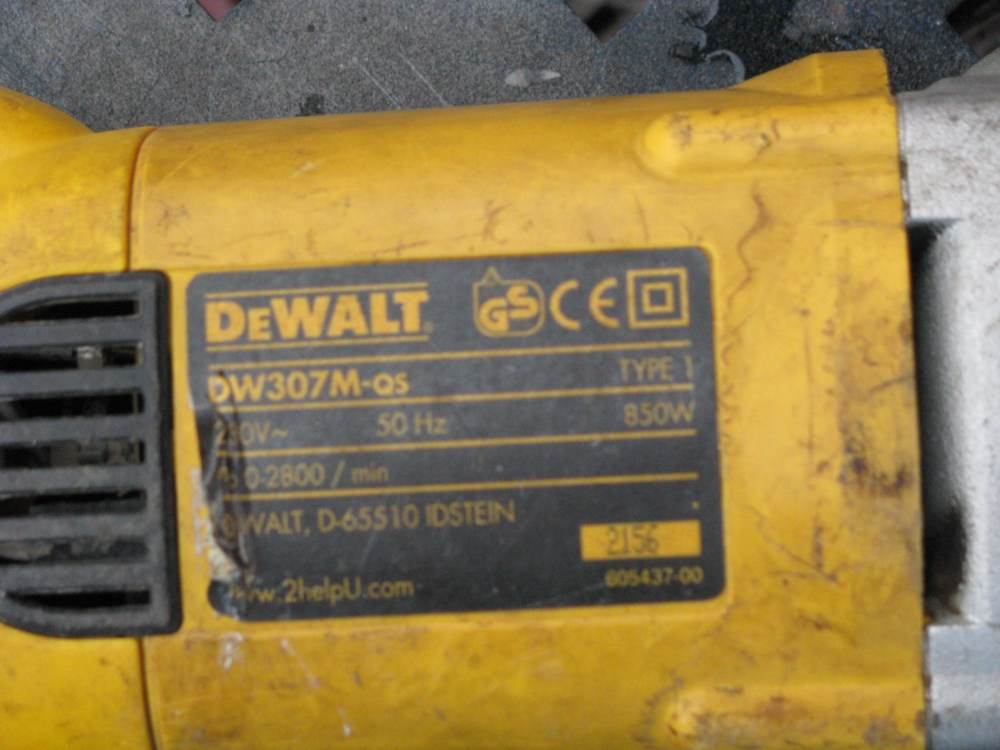 DEWALT
GS CE
DW307M-QS TYPE 1
50 Hz 850W
0-2800 / min
D-65510 IDSTEIN
2156
www.2helpU.com 605437-00